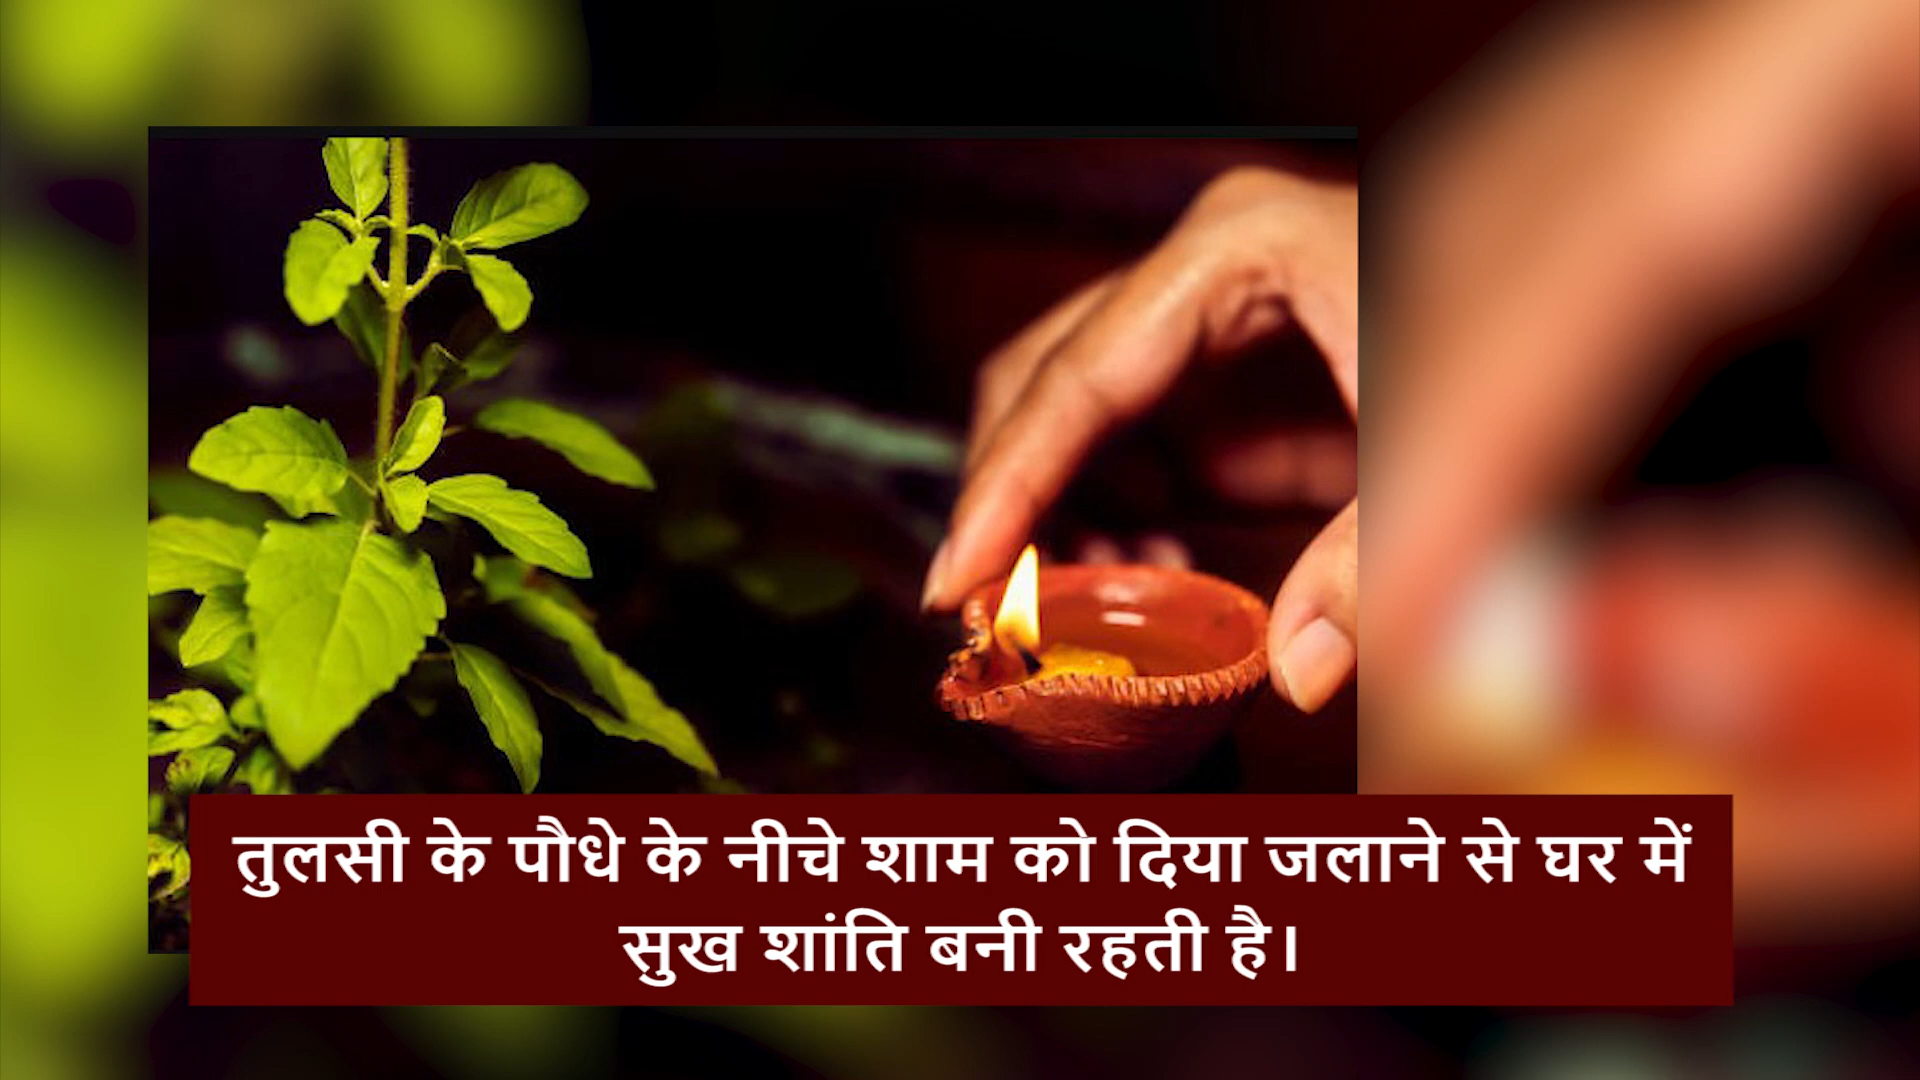 तुलसी के पौधे के नीचे शाम को दिया जलाने से घर में
सुख शांति बनी रहती है।